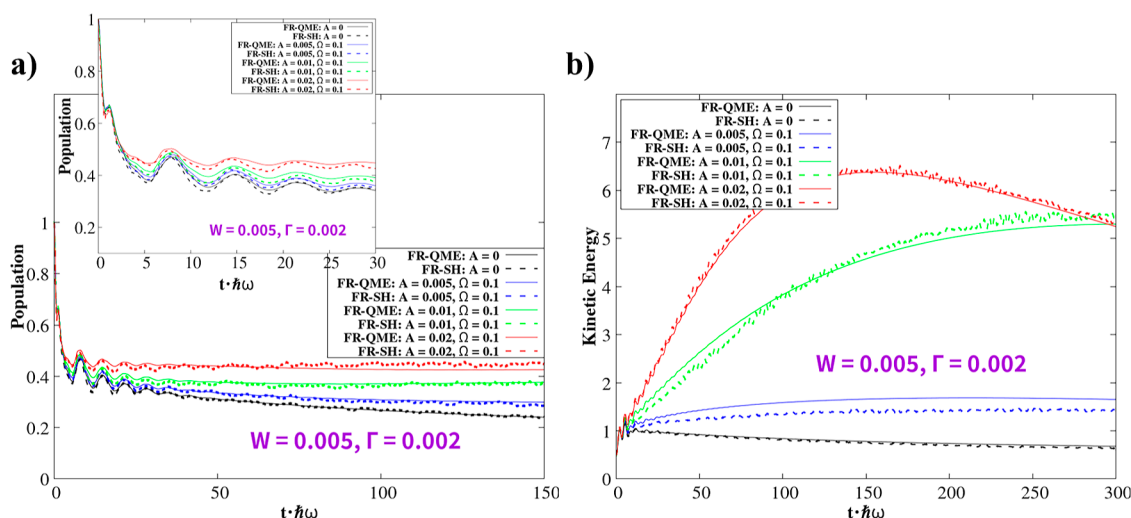 a)
Population
1
0.8
0.6
0.4
0.2
FR-QME: A = 0
FR-SH: A = 0
FR-QME: A = 0.005, Ω = 0.1
FR-SH: A = 0.005, Ω = 0.1
FR-QME: A = 0.01, Ω = 0.1
FR-SH: A = 0.01, Ω = 0.1
FR-QME: A = 0.02, Ω = 0.1
FR-SH: A = 0.02, Ω = 0.1
W = 0.005, Γ = 0.002
0 5 10 15 20 25 30
t·ħω
Population
1
0.8
0.6
0.4
0.2
0
FR-QME: A = 0
FR-SH: A = 0
FR-QME: A = 0.005, Ω = 0.1
FR-SH: A = 0.005, Ω = 0.1
FR-QME: A = 0.01, Ω = 0.1
FR-SH: A = 0.01, Ω = 0.1
FR-QME: A = 0.02, Ω = 0.1
FR-SH: A = 0.02, Ω = 0.1
W = 0.005, Γ = 0.002
0 50 100 150
t·ħω
b)
Kinetic Energy
7
6
5
4
3
2
1
0
FR-QME: A = 0
FR-SH: A = 0
FR-QME: A = 0.005, Ω = 0.1
FR-SH: A = 0.005, Ω = 0.1
FR-QME: A = 0.01, Ω = 0.1
FR-SH: A = 0.01, Ω = 0.1
FR-QME: A = 0.02, Ω = 0.1
FR-SH: A = 0.02, Ω = 0.1
W = 0.005, Γ = 0.002
0 50 100 150 200 250 300
t·ħω